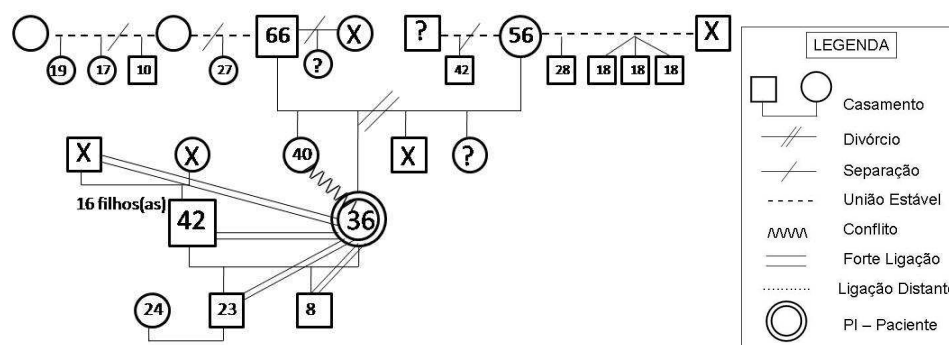 66 X ? 56 X
19 17 10 27 ? 42 28 18 18 18
X X 40 X ?
16 filhos(as)
42 36
24 23 8
LEGENDA
Casamento
Divórcio
Separação
União Estável
Conflito
Forte Ligação
Ligação Distante
PI – Paciente